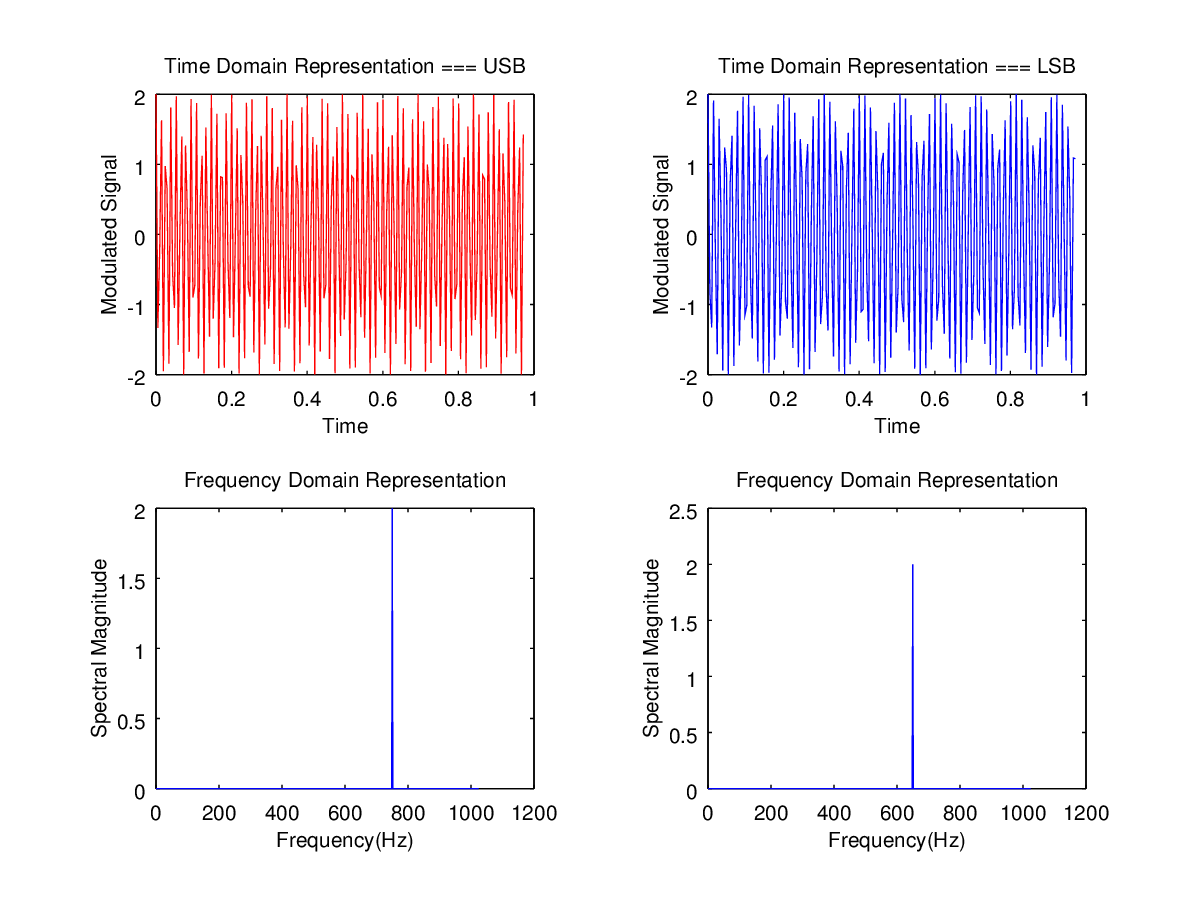 Time Domain Representation === USB
2
1
0
-1
-2
Modulated Signal
0 0.2 0.4 0.6 0.8 1
Time
Time Domain Representation === LSB
2
1
0
-1
-2
Modulated Signal
0 0.2 0.4 0.6 0.8 1
Time
Frequency Domain Representation
2
1.5
1
0.5
0
Spectral Magnitude
0 200 400 600 800 1000 1200
Frequency(Hz)
Frequency Domain Representation
2.5
2
1.5
1
0.5
0
Spectral Magnitude
0 200 400 600 800 1000 1200
Frequency(Hz)